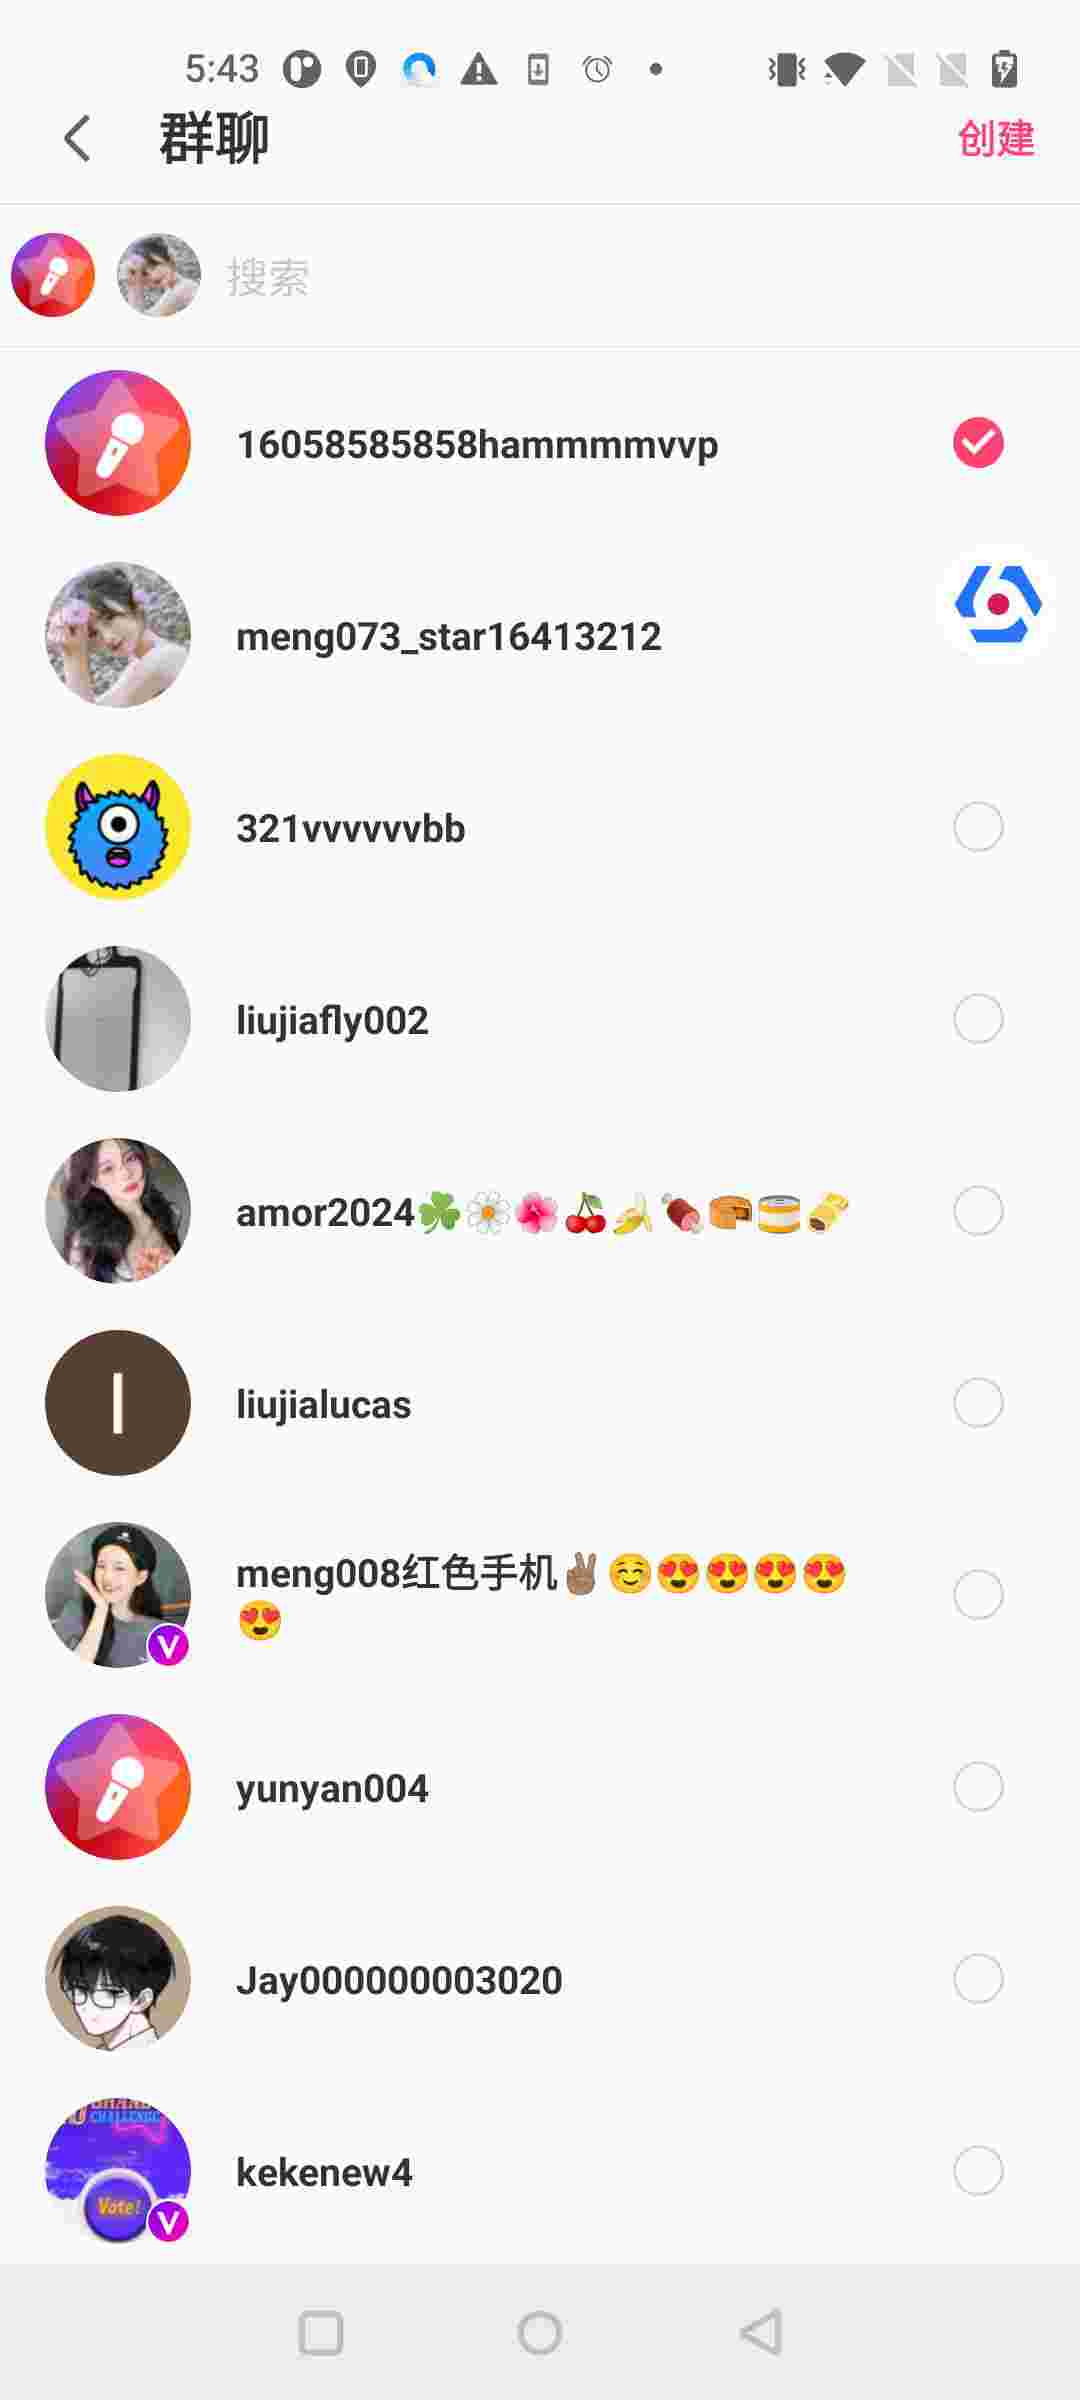 5:43
群聊
创建
搜索
16058585858hammmmvvp
meng073_star16413212
321vvvvvvbb
liujiafly002
amor2024☘️🌼🌺🍒🍌🍖🥮🥫🫔
l
liujialucas
meng008红色手机✌🏽☺️😍😍😍😍
😍
V
yunyan004
Jay000000003020
Vote!
V
kekenew4